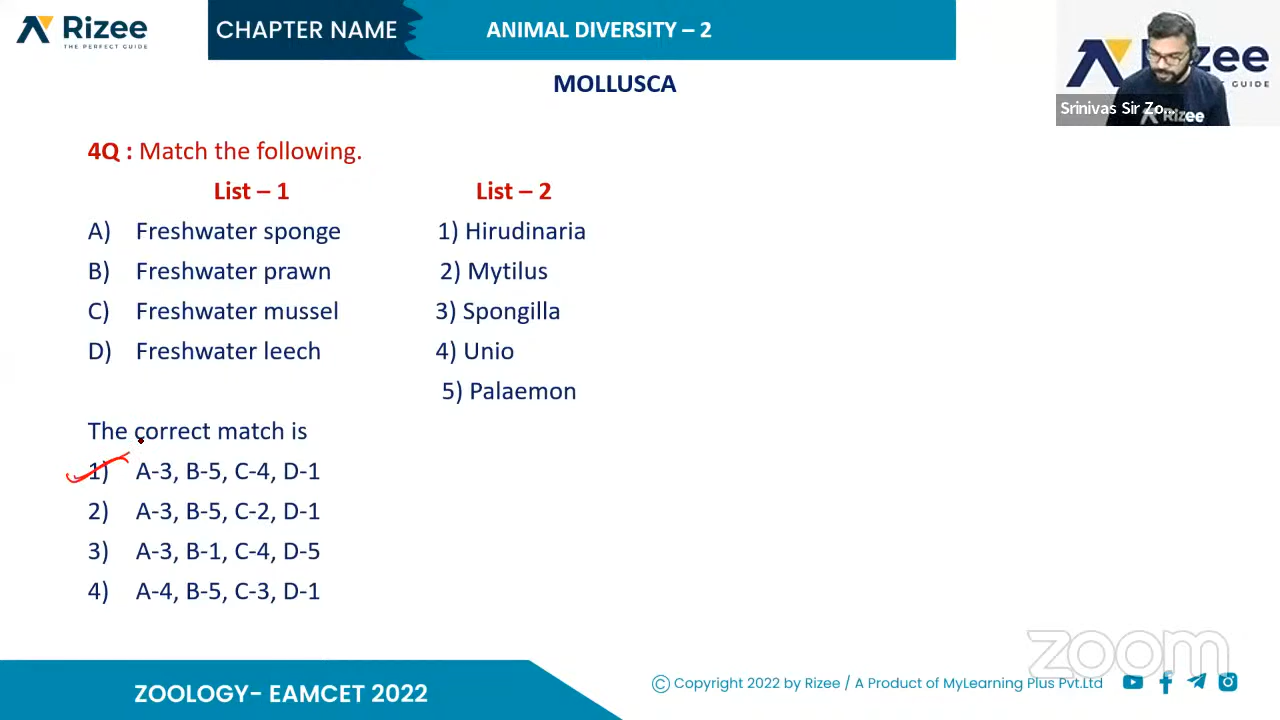 Rizee
THE PERFECT GUIDE
CHAPTER NAME
ANIMAL DIVERSITY – 2
MOLLUSCA
zee
GUIDE
Srinivas Sir Zo...
Rizee
4Q : Match the following.
List – 1 List – 2
A) Freshwater sponge 1) Hirudinaria
B) Freshwater prawn 2) Mytilus
C) Freshwater mussel 3) Spongilla
D) Freshwater leech 4) Unio
5) Palaemon
The correct match is
1) A-3, B-5, C-4, D-1
2) A-3, B-5, C-2, D-1
3) A-3, B-1, C-4, D-5
4) A-4, B-5, C-3, D-1
zoom
ZOOLOGY- EAMCET 2022
© Copyright 2022 by Rizee / A Product of MyLearning Plus Pvt.Ltd